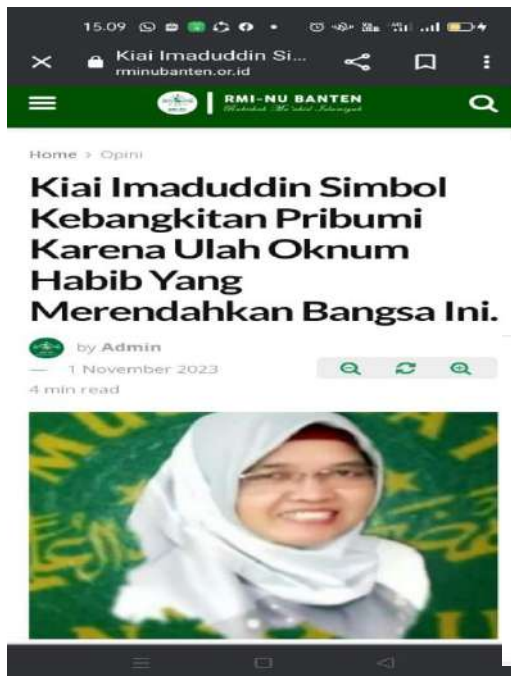 15.09
Kiai Imaduddin Si...
rminubanten.or.id
RMI-NU BANTEN
Home > Opini
Kiai Imaduddin Simbol
Kebangkitan Pribumi
Karena Ulah Oknum
Habib Yang
Merendahkan Bangsa Ini.
by Admin
— 1 November 2023
4 min read